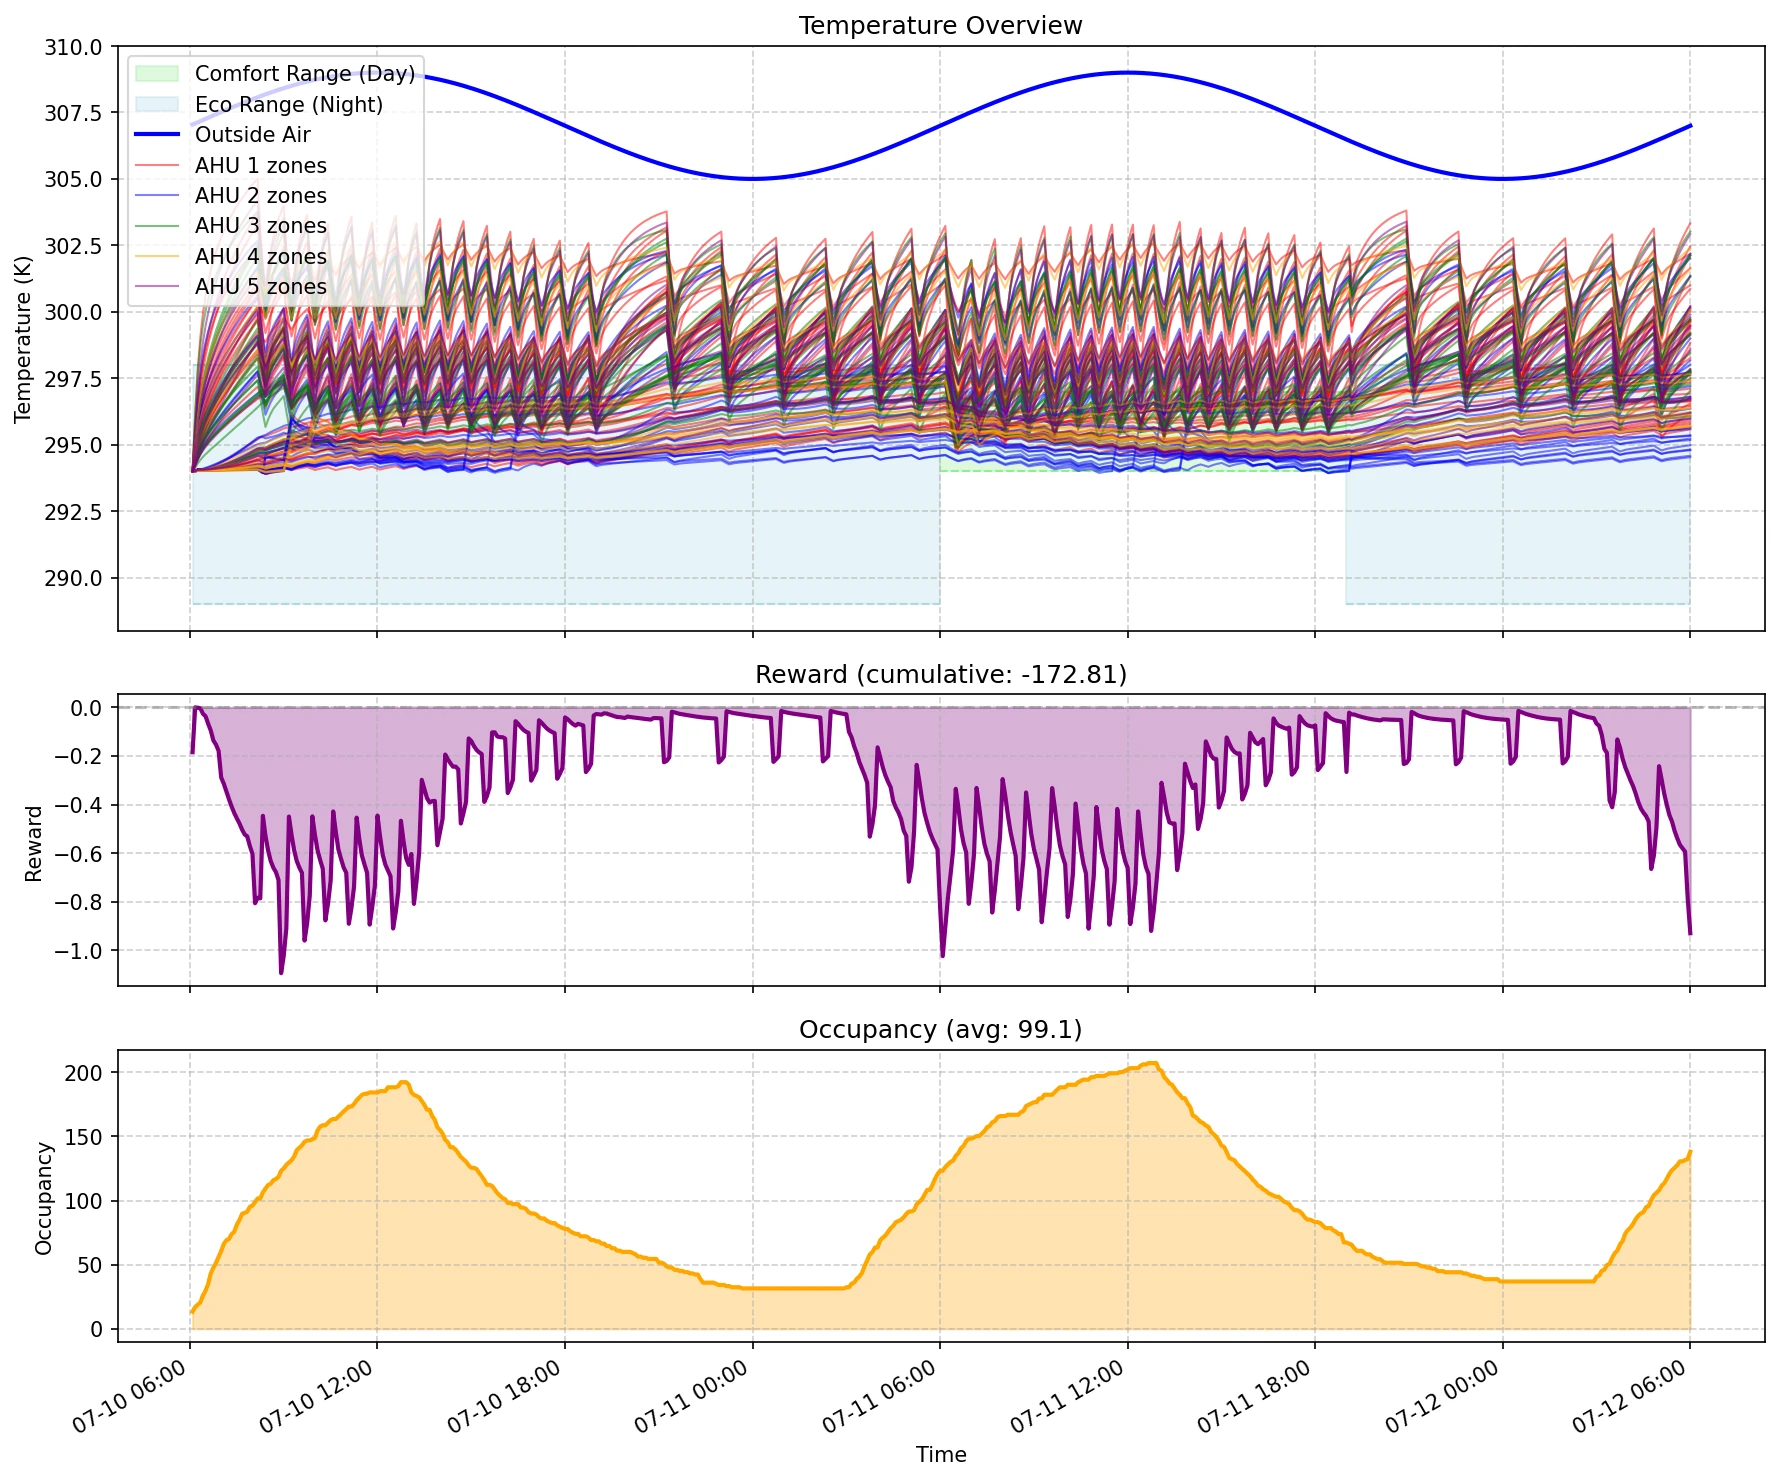 Temperature Overview
310.0
307.5
305.0
302.5
300.0
297.5
295.0
292.5
290.0
Temperature (K)
Comfort Range (Day)
Eco Range (Night)
Outside Air
AHU 1 zones
AHU 2 zones
AHU 3 zones
AHU 4 zones
AHU 5 zones
Reward (cumulative: -172.81)
0.0
−0.2
−0.4
−0.6
−0.8
−1.0
Reward
Occupancy (avg: 99.1)
200
150
100
50
0
Occupancy
07-10 06:00
07-10 12:00
07-10 18:00
07-11 00:00
07-11 06:00
07-11 12:00
07-11 18:00
07-12 00:00
07-12 06:00
Time